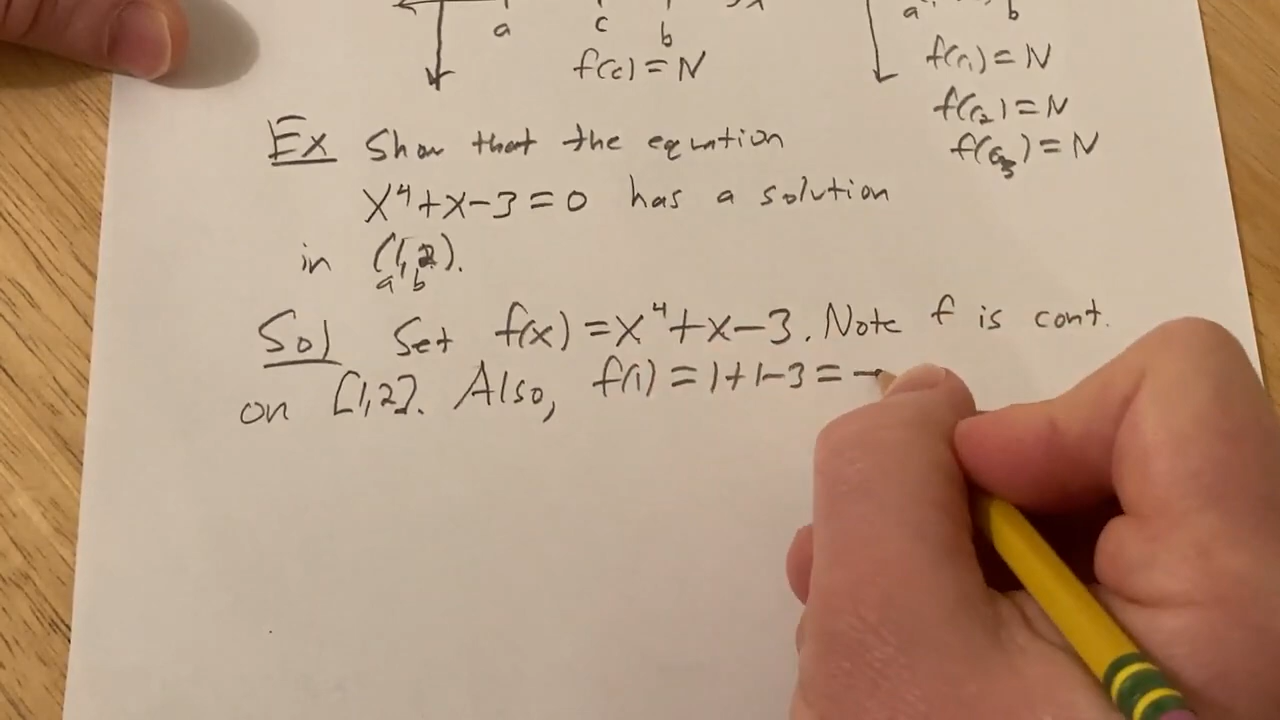 a c b x
f(c) = N
a b
f(c₁) = N
f(c₂) = N
f(c₃) = N
Ex Show that the equation
x⁴+x-3=0 has a solution
in (1,2).
a b
Sol Set f(x) = x⁴+x-3. Note f is cont.
on [1,2]. Also, f(1) = 1+1-3 = -